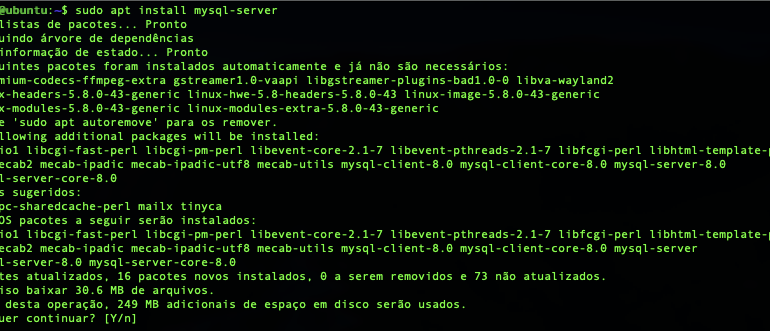 @ubuntu:~$ sudo apt install mysql-server
listas de pacotes... Pronto
uindo árvore de dependências
informação de estado... Pronto
uintes pacotes foram instalados automaticamente e já não são necessários:
mium-codecs-ffmpeg-extra gstreamer1.0-vaapi libgstreamer-plugins-bad1.0-0 libva-wayland2
x-headers-5.8.0-43-generic linux-hwe-5.8-headers-5.8.0-43 linux-image-5.8.0-43-generic
x-modules-5.8.0-43-generic linux-modules-extra-5.8.0-43-generic
e 'sudo apt autoremove' para os remover.
llowing additional packages will be installed:
io1 libcgi-fast-perl libcgi-pm-perl libevent-core-2.1-7 libevent-pthreads-2.1-7 libfcgi-perl libhtml-template-p
ecab2 mecab-ipadic mecab-ipadic-utf8 mecab-utils mysql-client-8.0 mysql-client-core-8.0 mysql-server-8.0
l-server-core-8.0
s sugeridos:
pc-sharedcache-perl mailx tinyca
OS pacotes a seguir serão instalados:
io1 libcgi-fast-perl libcgi-pm-perl libevent-core-2.1-7 libevent-pthreads-2.1-7 libfcgi-perl libhtml-template-p
ecab2 mecab-ipadic mecab-ipadic-utf8 mecab-utils mysql-client-8.0 mysql-client-core-8.0 mysql-server
l-server-8.0 mysql-server-core-8.0
tes atualizados, 16 pacotes novos instalados, 0 a serem removidos e 73 não atualizados.
iso baixar 30.6 MB de arquivos.
desta operação, 249 MB adicionais de espaço em disco serão usados.
uer continuar? [Y/n]